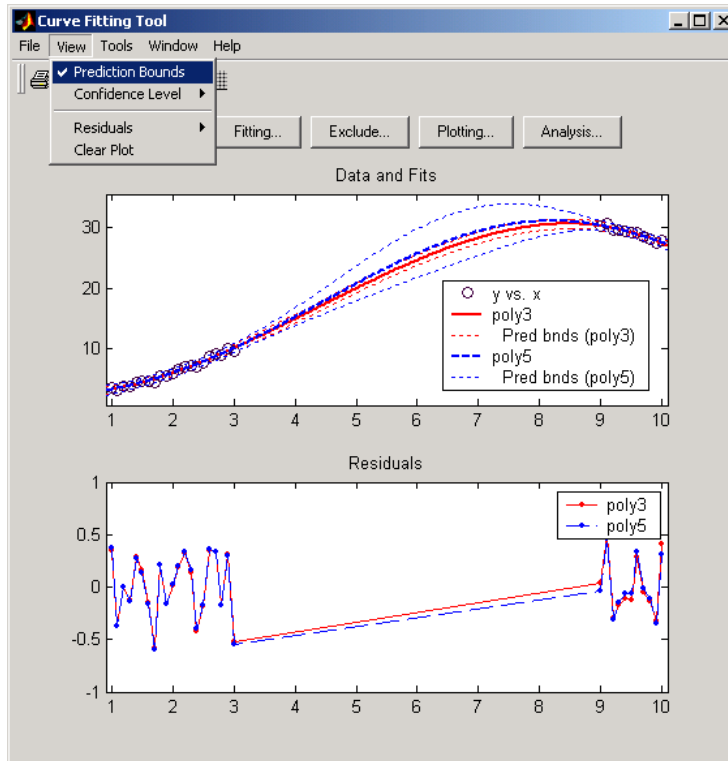 Curve Fitting Tool
File View Tools Window Help
Prediction Bounds
Confidence Level
Residuals
Clear Plot
Fitting... Exclude... Plotting... Analysis...
Data and Fits
30
20
10
y vs. x
poly3
Pred bnds (poly3)
poly5
Pred bnds (poly5)
1 2 3 4 5 6 7 8 9 10
Residuals
1
0.5
0
-0.5
-1
poly3
poly5
1 2 3 4 5 6 7 8 9 10